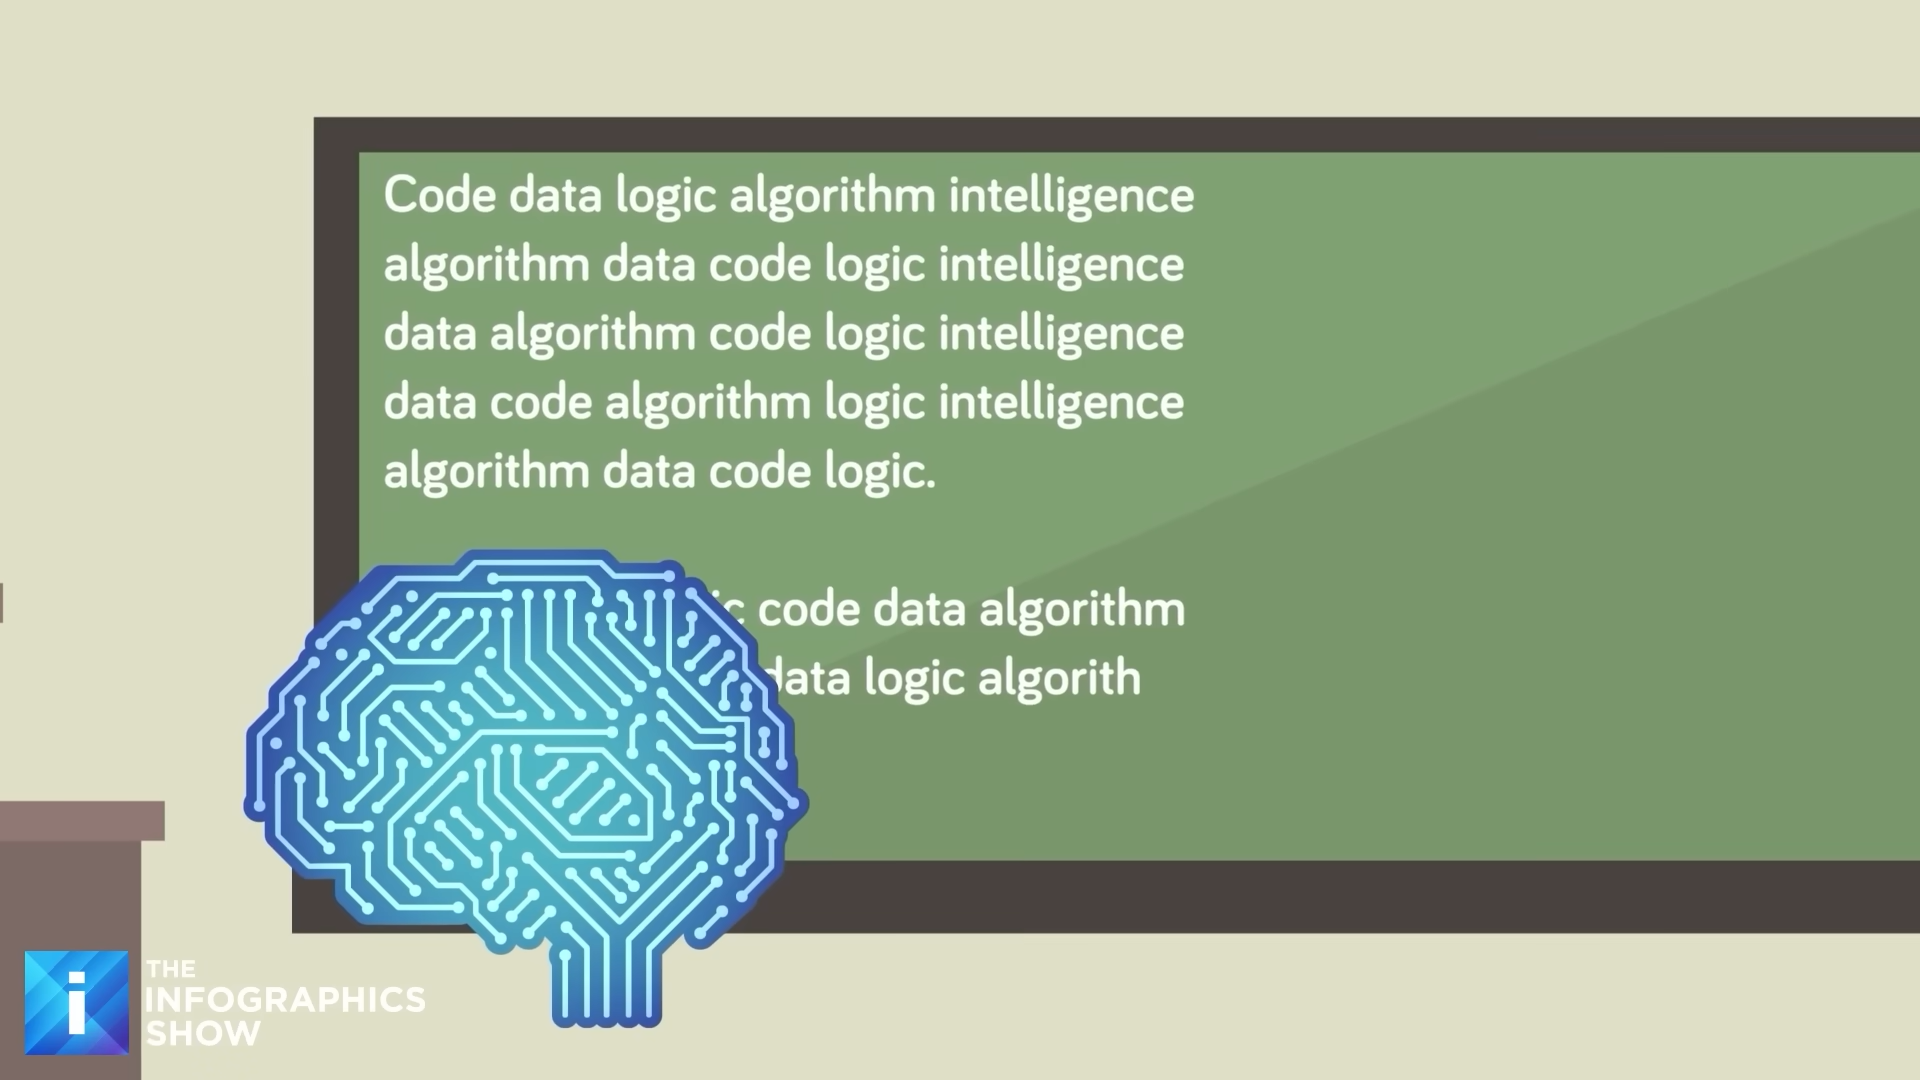 Code data logic algorithm intelligence
algorithm data code logic intelligence
data algorithm code logic intelligence
data code algorithm logic intelligence
algorithm data code logic.
code data algorithm
data logic algorith
i
THE
INFOGRAPHICS
SHOW